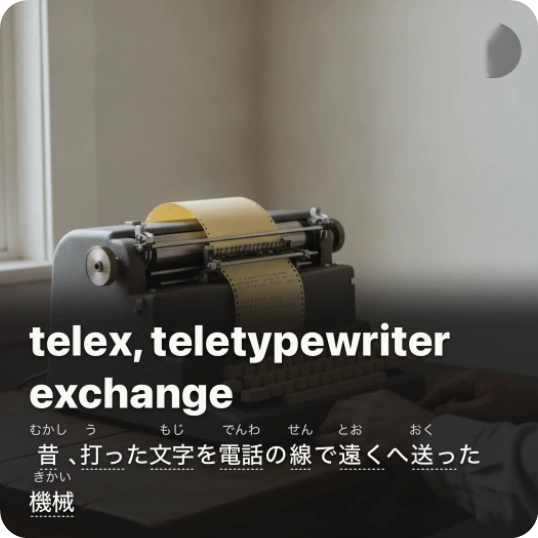 telex, teletypewriter
exchange
むかし う もじ でんわ せん とお おく
昔、打った文字を電話の線で遠くへ送った
きかい
機械